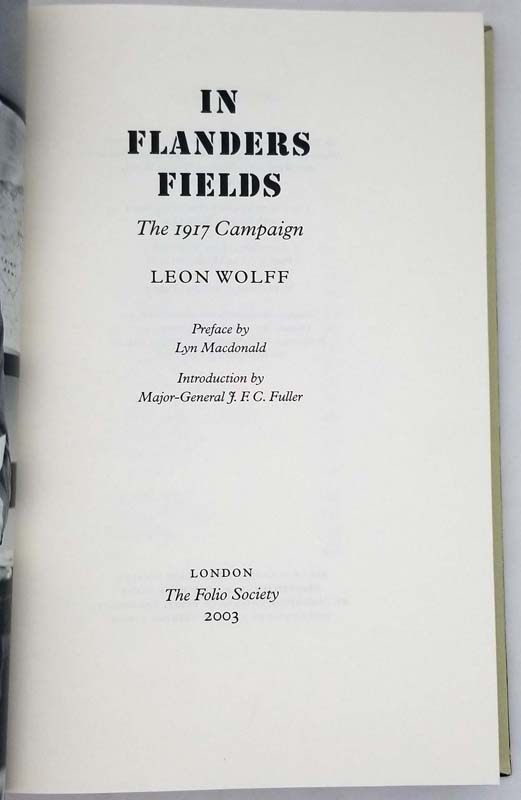 IN
FLANDERS
FIELDS
The 1917 Campaign
LEON WOLFF
Preface by
Lyn Macdonald
Introduction by
Major-General J. F. C. Fuller
LONDON
The Folio Society
2003